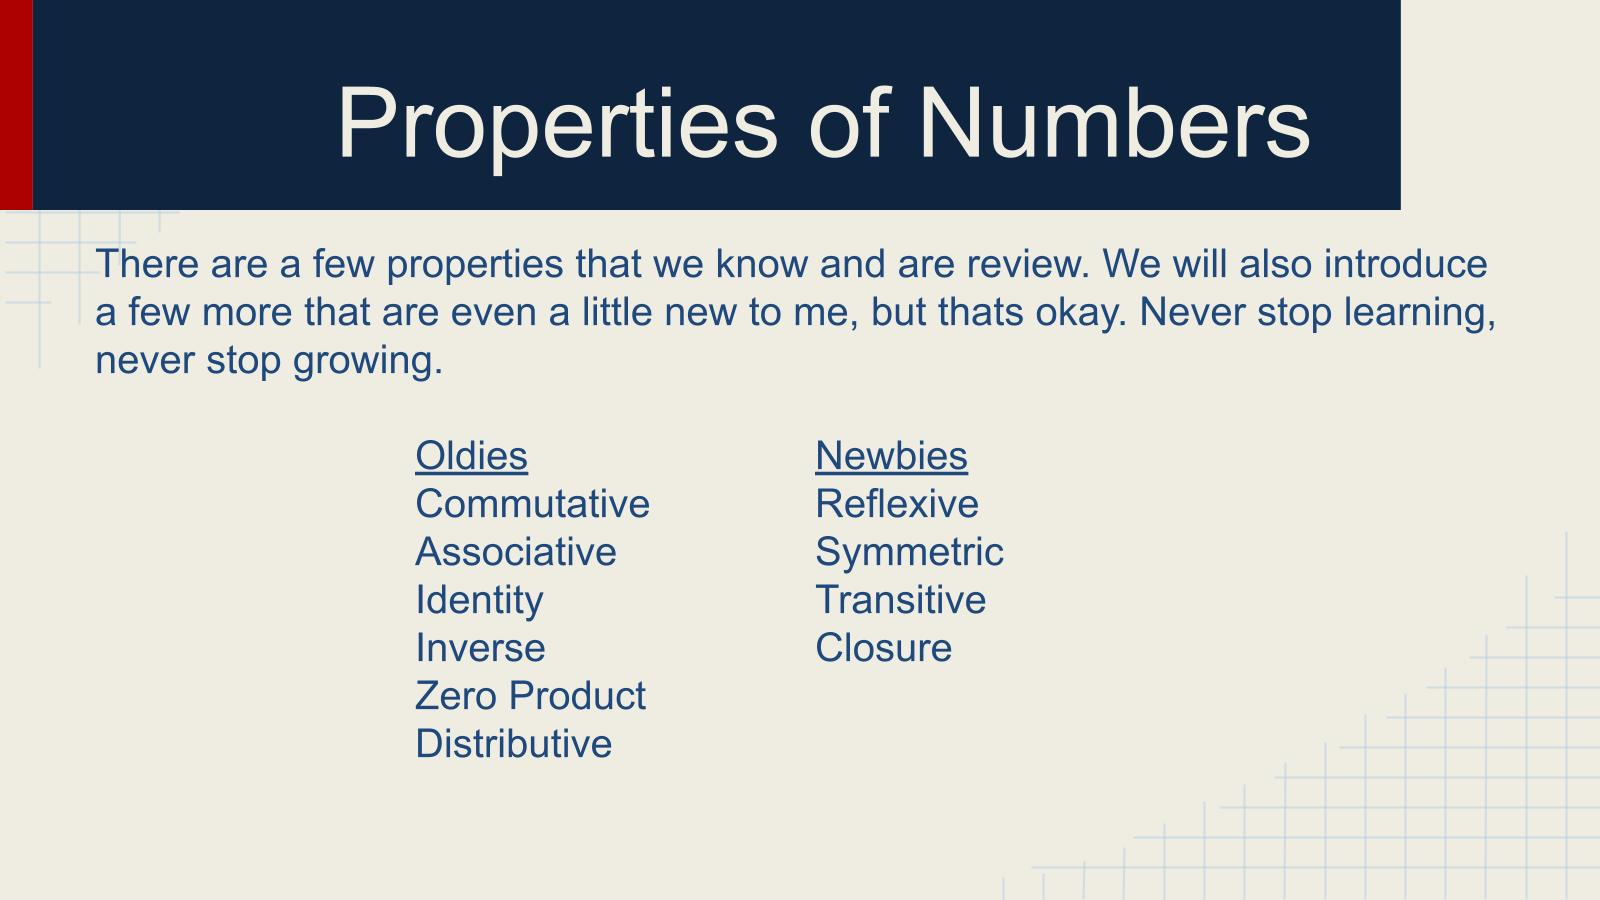 Properties of Numbers
There are a few properties that we know and are review. We will also introduce
a few more that are even a little new to me, but thats okay. Never stop learning,
never stop growing.
Oldies Newbies
Commutative Reflexive
Associative Symmetric
Identity Transitive
Inverse Closure
Zero Product
Distributive